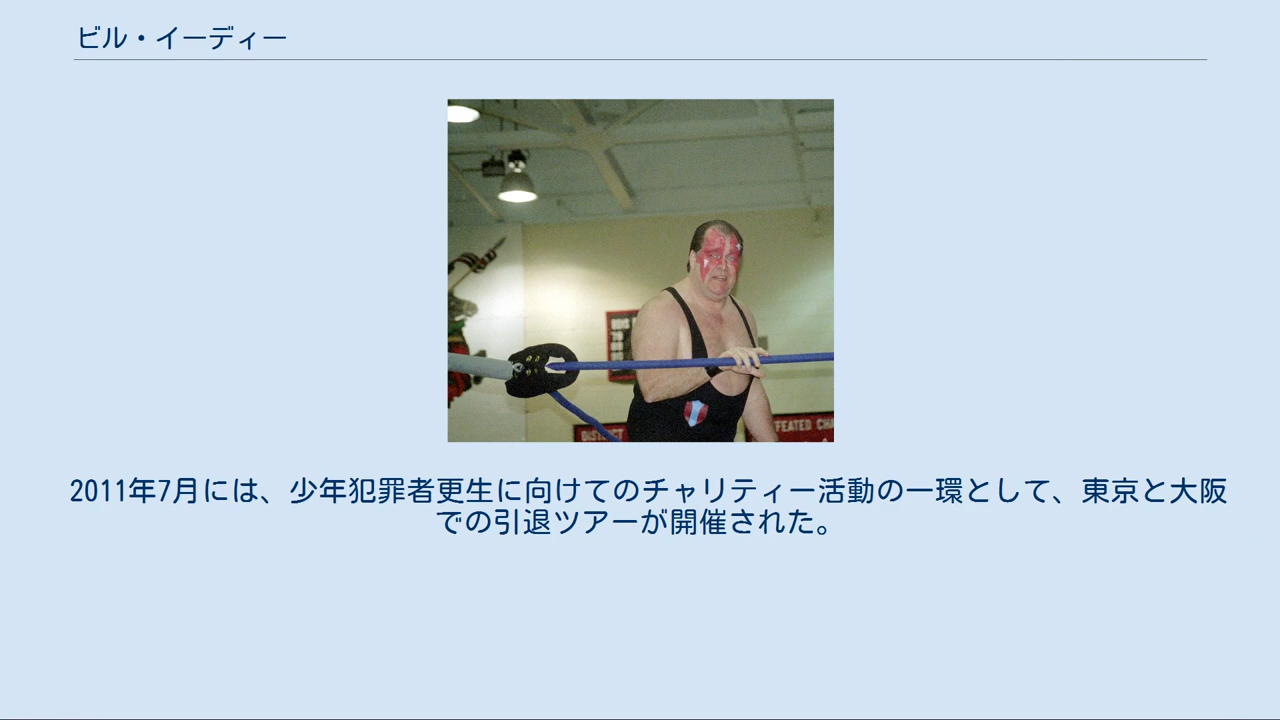 ビル・イーディー
DISTRICT
FEATED CHA
2011年7月には、少年犯罪者更生に向けてのチャリティー活動の一環として、東京と大阪
での引退ツアーが開催された。